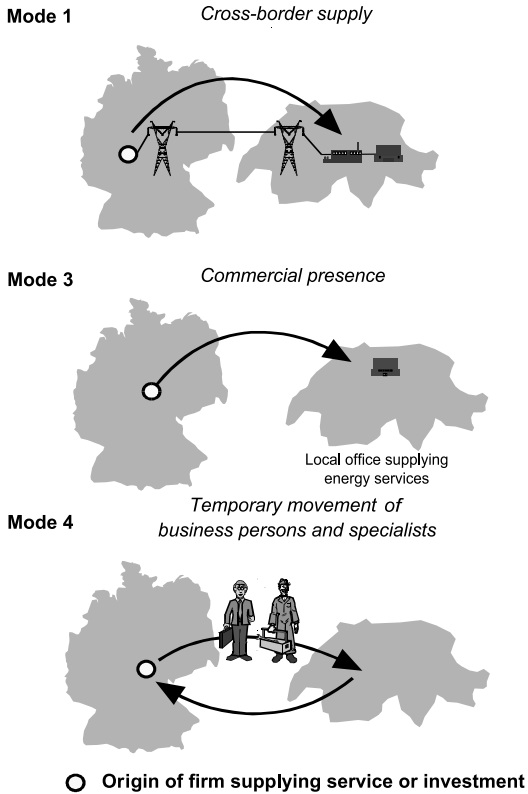 Mode 1
Cross-border supply
Mode 3
Commercial presence
Local office supplying
energy services
Mode 4
Temporary movement of
business persons and specialists
Origin of firm supplying service or investment